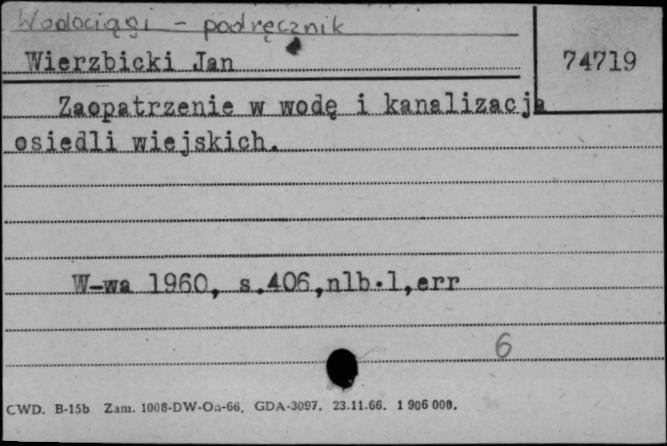 Wodociągi - podręcznik
Wierzbicki Jan
74719
Zaopatrzenie w wodę i kanalizacja
osiedli wiejskich.
W-wa 1960, s.406,nlb.1,err
6
CWD. B-15b Zam. 1008-DW-Oa-66. GDA-3097. 23.11.66. 1 906 000.